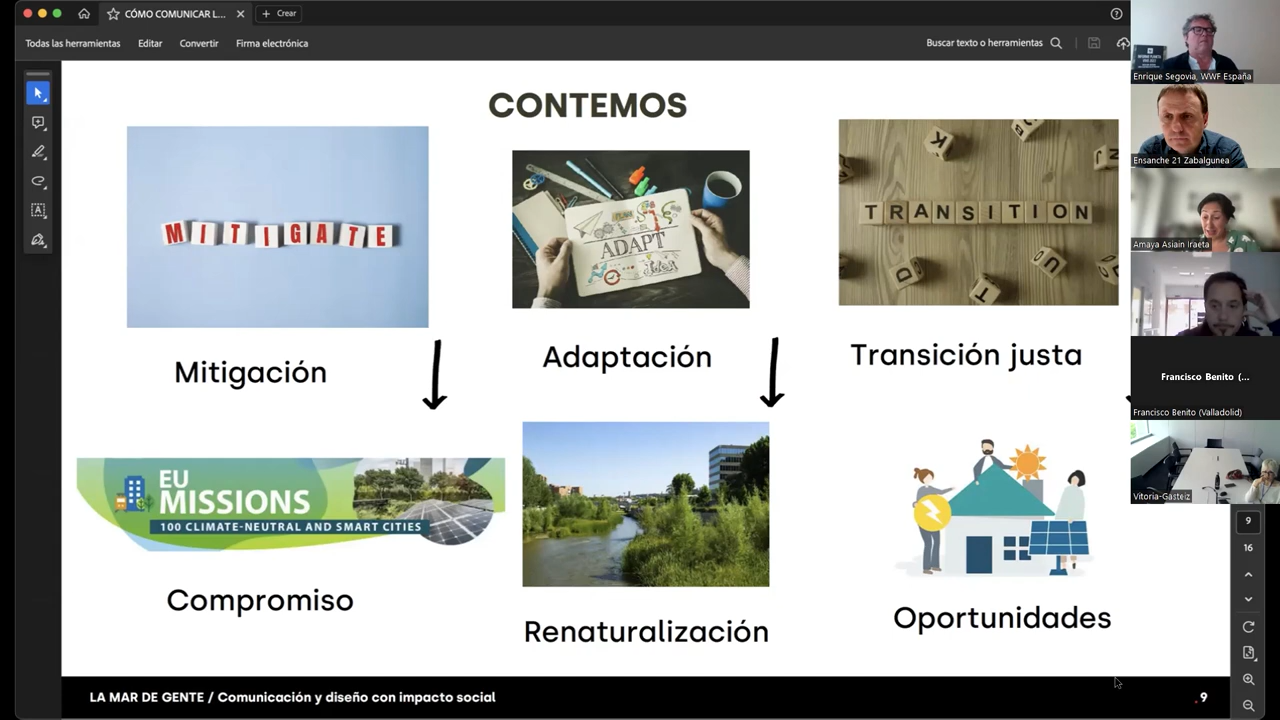 CÓMO COMUNICAR L...
Crear
Todas las herramientas
Editar
Convertir
Firma electrónica
Buscar texto o herramientas
CONTEMOS
MITIGATE
ADAPT
TRANSITION
Mitigación
Adaptación
Transición justa
EU
MISSIONS
100 CLIMATE-NEUTRAL AND SMART CITIES
Compromiso
Renaturalización
Oportunidades
LA MAR DE GENTE / Comunicación y diseño con impacto social
.9
Enrique Segovia, WWF España
Ensanche 21 Zabalgunea
Amaya Asiain Iraeta
Francisco Benito (...
Francisco Benito (Valladolid)
Vitoria-Gasteiz
9
16